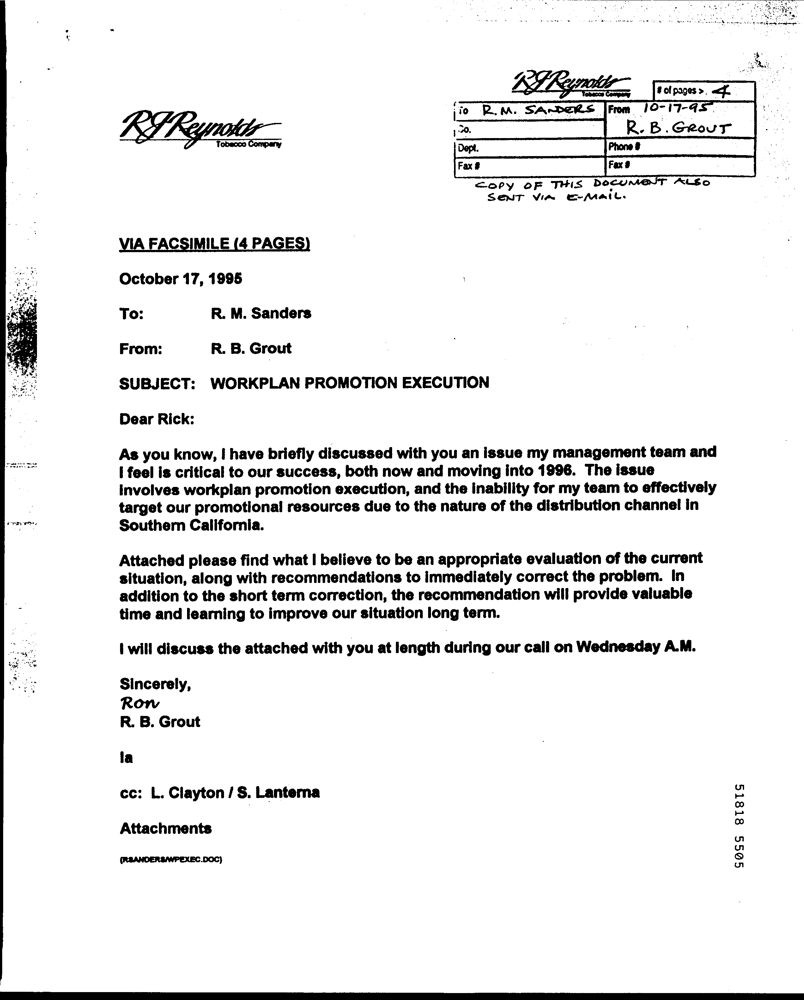 RJReynolds
Tobacco Company
# of pages > 4
To R. M. SANDERS From 10-17-95
Co. R. B. GROUT
Dept. Phone #
Fax # Fax #
COPY OF THIS DOCUMENT ALSO
SENT VIA E-MAIL.
RJReynolds
Tobacco Company
VIA FACSIMILE (4 PAGES)
October 17, 1995
To: R. M. Sanders
From: R. B. Grout
SUBJECT: WORKPLAN PROMOTION EXECUTION
Dear Rick:
As you know, I have briefly discussed with you an issue my management team and
I feel is critical to our success, both now and moving into 1996. The issue
involves workplan promotion execution, and the inability for my team to effectively
target our promotional resources due to the nature of the distribution channel in
Southern California.
Attached please find what I believe to be an appropriate evaluation of the current
situation, along with recommendations to immediately correct the problem. In
addition to the short term correction, the recommendation will provide valuable
time and learning to improve our situation long term.
I will discuss the attached with you at length during our call on Wednesday A.M.
Sincerely,
Ron
R. B. Grout
la
cc: L. Clayton / S. Lanterna
Attachments
(RSANDERS/WPEXEC.DOC)
51818 5505